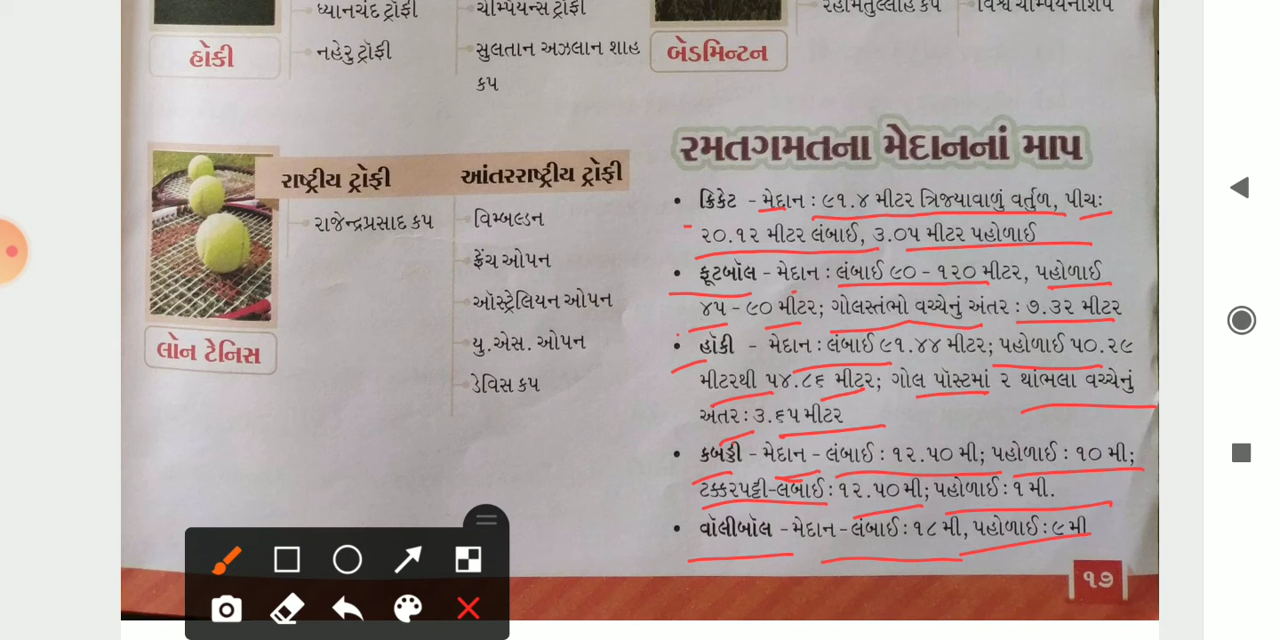 ધ્યાનચંદ ટ્રૉફી
ચૅમ્પિયન્સ ટ્રૉફી
હૉકી
નહેરુ ટ્રૉફી
સુલતાન અઝલાન શાહ
કપ
રહીમતુલ્લાહ કપ
વિશ્વ ચૅમ્પિયનશિપ
બેડમિન્ટન
રાષ્ટ્રીય ટ્રૉફી
આંતરરાષ્ટ્રીય ટ્રૉફી
રાજેન્દ્રપ્રસાદ કપ
વિમ્બલ્ડન
ફ્રેંચ ઓપન
ઑસ્ટ્રેલિયન ઓપન
યુ.એસ. ઓપન
ડેવિસ કપ
લૉન ટેનિસ
રમતગમતના મેદાનનાં માપ
• ક્રિકેટ - મેદાન : ૯૧.૪ મીટર ત્રિજ્યાવાળું વર્તુળ, પીચઃ
૨૦.૧૨ મીટર લંબાઈ, ૩.૦૫ મીટર પહોળાઈ
• ફૂટબૉલ - મેદાન : લંબાઈ ૯૦ - ૧૨૦ મીટર, પહોળાઈ
૪૫ - ૯૦ મીટર; ગોલસ્તંભો વચ્ચેનું અંતર : ૭.૩૨ મીટર
• હૉકી - મેદાન : લંબાઈ ૯૧.૪૪ મીટર; પહોળાઈ ૫૦.૨૯
મીટરથી ૫૪.૮૬ મીટર; ગોલ પૉસ્ટમાં ૨ થાંભલા વચ્ચેનું
અંતર : ૩.૬૫ મીટર
• કબડ્ડી - મેદાન - લંબાઈ : ૧૨.૫૦ મી; પહોળાઈ : ૧૦ મી;
ટક્કરપટ્ટી-લંબાઈ : ૧૨.૫૦ મી; પહોળાઈ : ૧ મી.
• વૉલીબૉલ - મેદાન - લંબાઈ : ૧૮ મી, પહોળાઈ : ૯ મી
૧૭